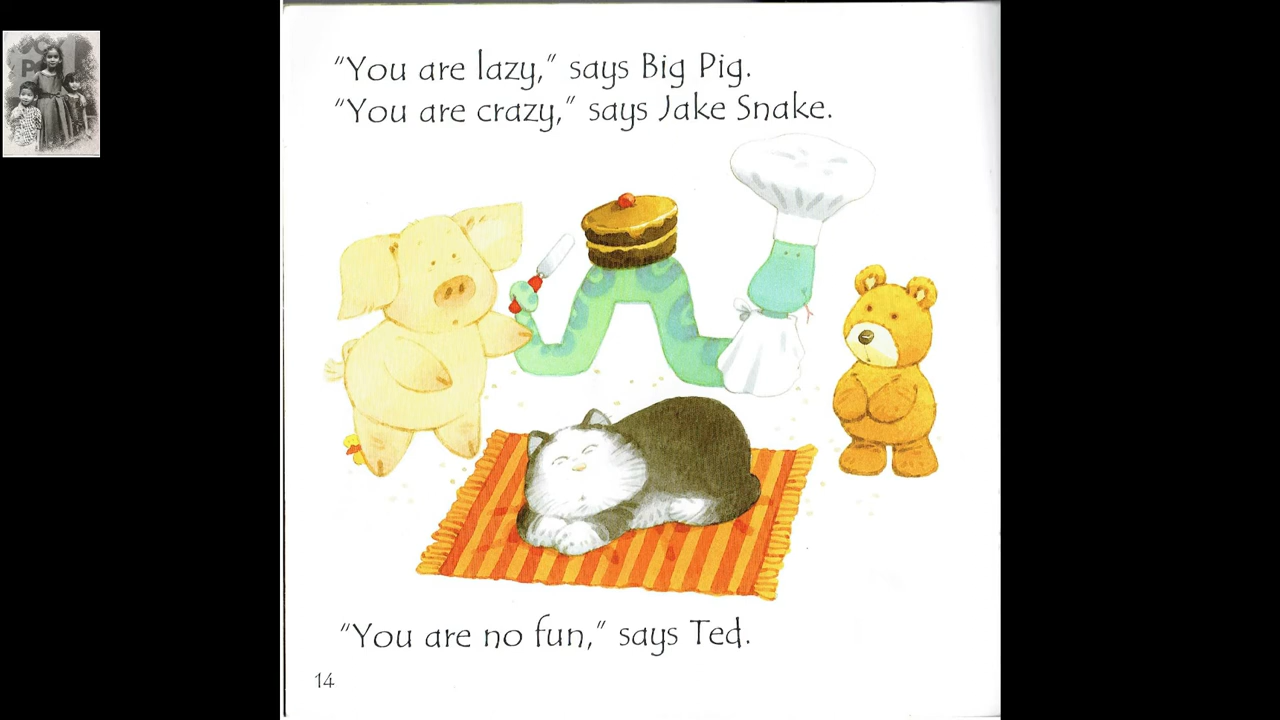 “You are lazy,” says Big Pig.
“You are crazy,” says Jake Snake.
“You are no fun,” says Ted.
14